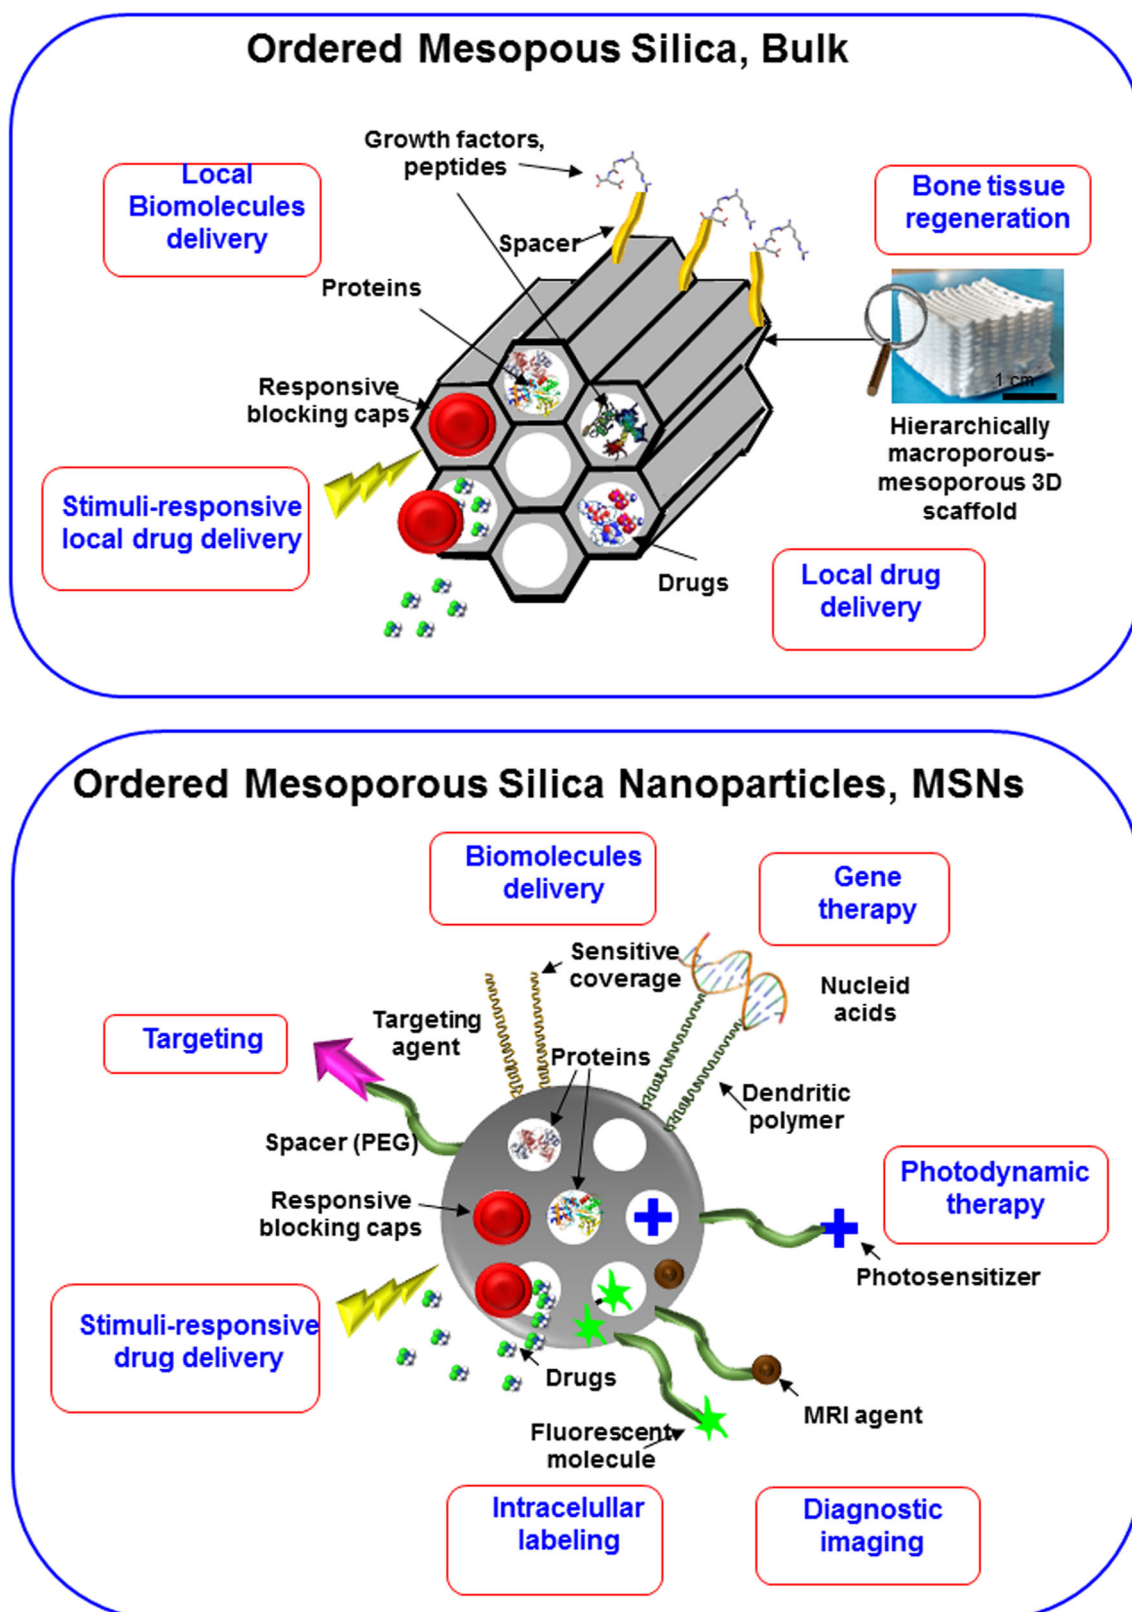 Ordered Mesopous Silica, Bulk
Growth factors,
peptides
Local
Biomolecules
delivery
Bone tissue
regeneration
Spacer
Proteins
1 cm
Responsive
blocking caps
Hierarchically
macroporous-
mesoporous 3D
scaffold
Stimuli-responsive
local drug delivery
Drugs
Local drug
delivery
Ordered Mesoporous Silica Nanoparticles, MSNs
Biomolecules
delivery
Gene
therapy
Sensitive
coverage
Nucleid
acids
Targeting
Targeting
agent
Proteins
Dendritic
polymer
Spacer (PEG)
Photodynamic
therapy
Responsive
blocking caps
Photosensitizer
Stimuli-responsive
drug delivery
Drugs
MRI agent
Fluorescent
molecule
Intracelullar
labeling
Diagnostic
imaging